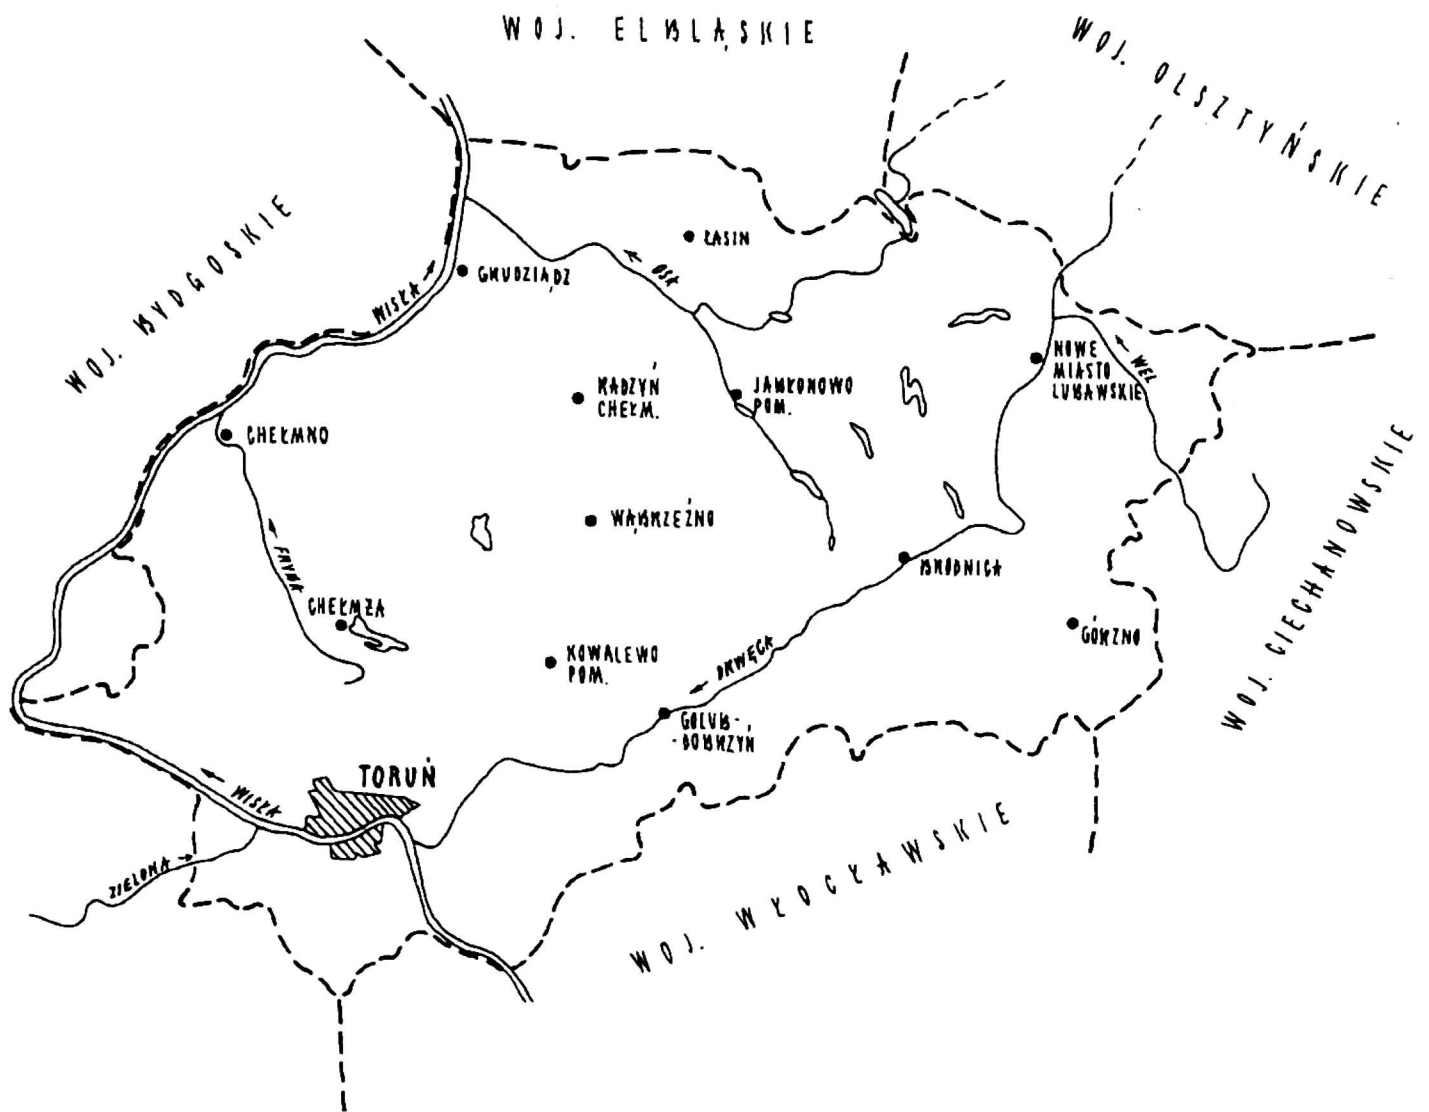 WOJ. ELBLĄSKIE
WOJ. OLSZTYŃSKIE
WOJ. BYDGOSKIE
ŁASIN
GRUDZIĄDZ
OSA
WISŁA
NOWE
MIASTO
LUBAWSKIE
WEL
RADZYŃ
CHEŁM.
JABŁONOWO
POM.
CHEŁMNO
WĄBRZEŹNO
FRYBA
BRODNICA
CHEŁMŻA
GÓRZNO
KOWALEWO
POM.
DRWĘCA
GOLUB-
-DOBRZYŃ
WOJ. CIECHANOWSKIE
TORUŃ
WISŁA
ZIELONA
WOJ. WŁOCŁAWSKIE